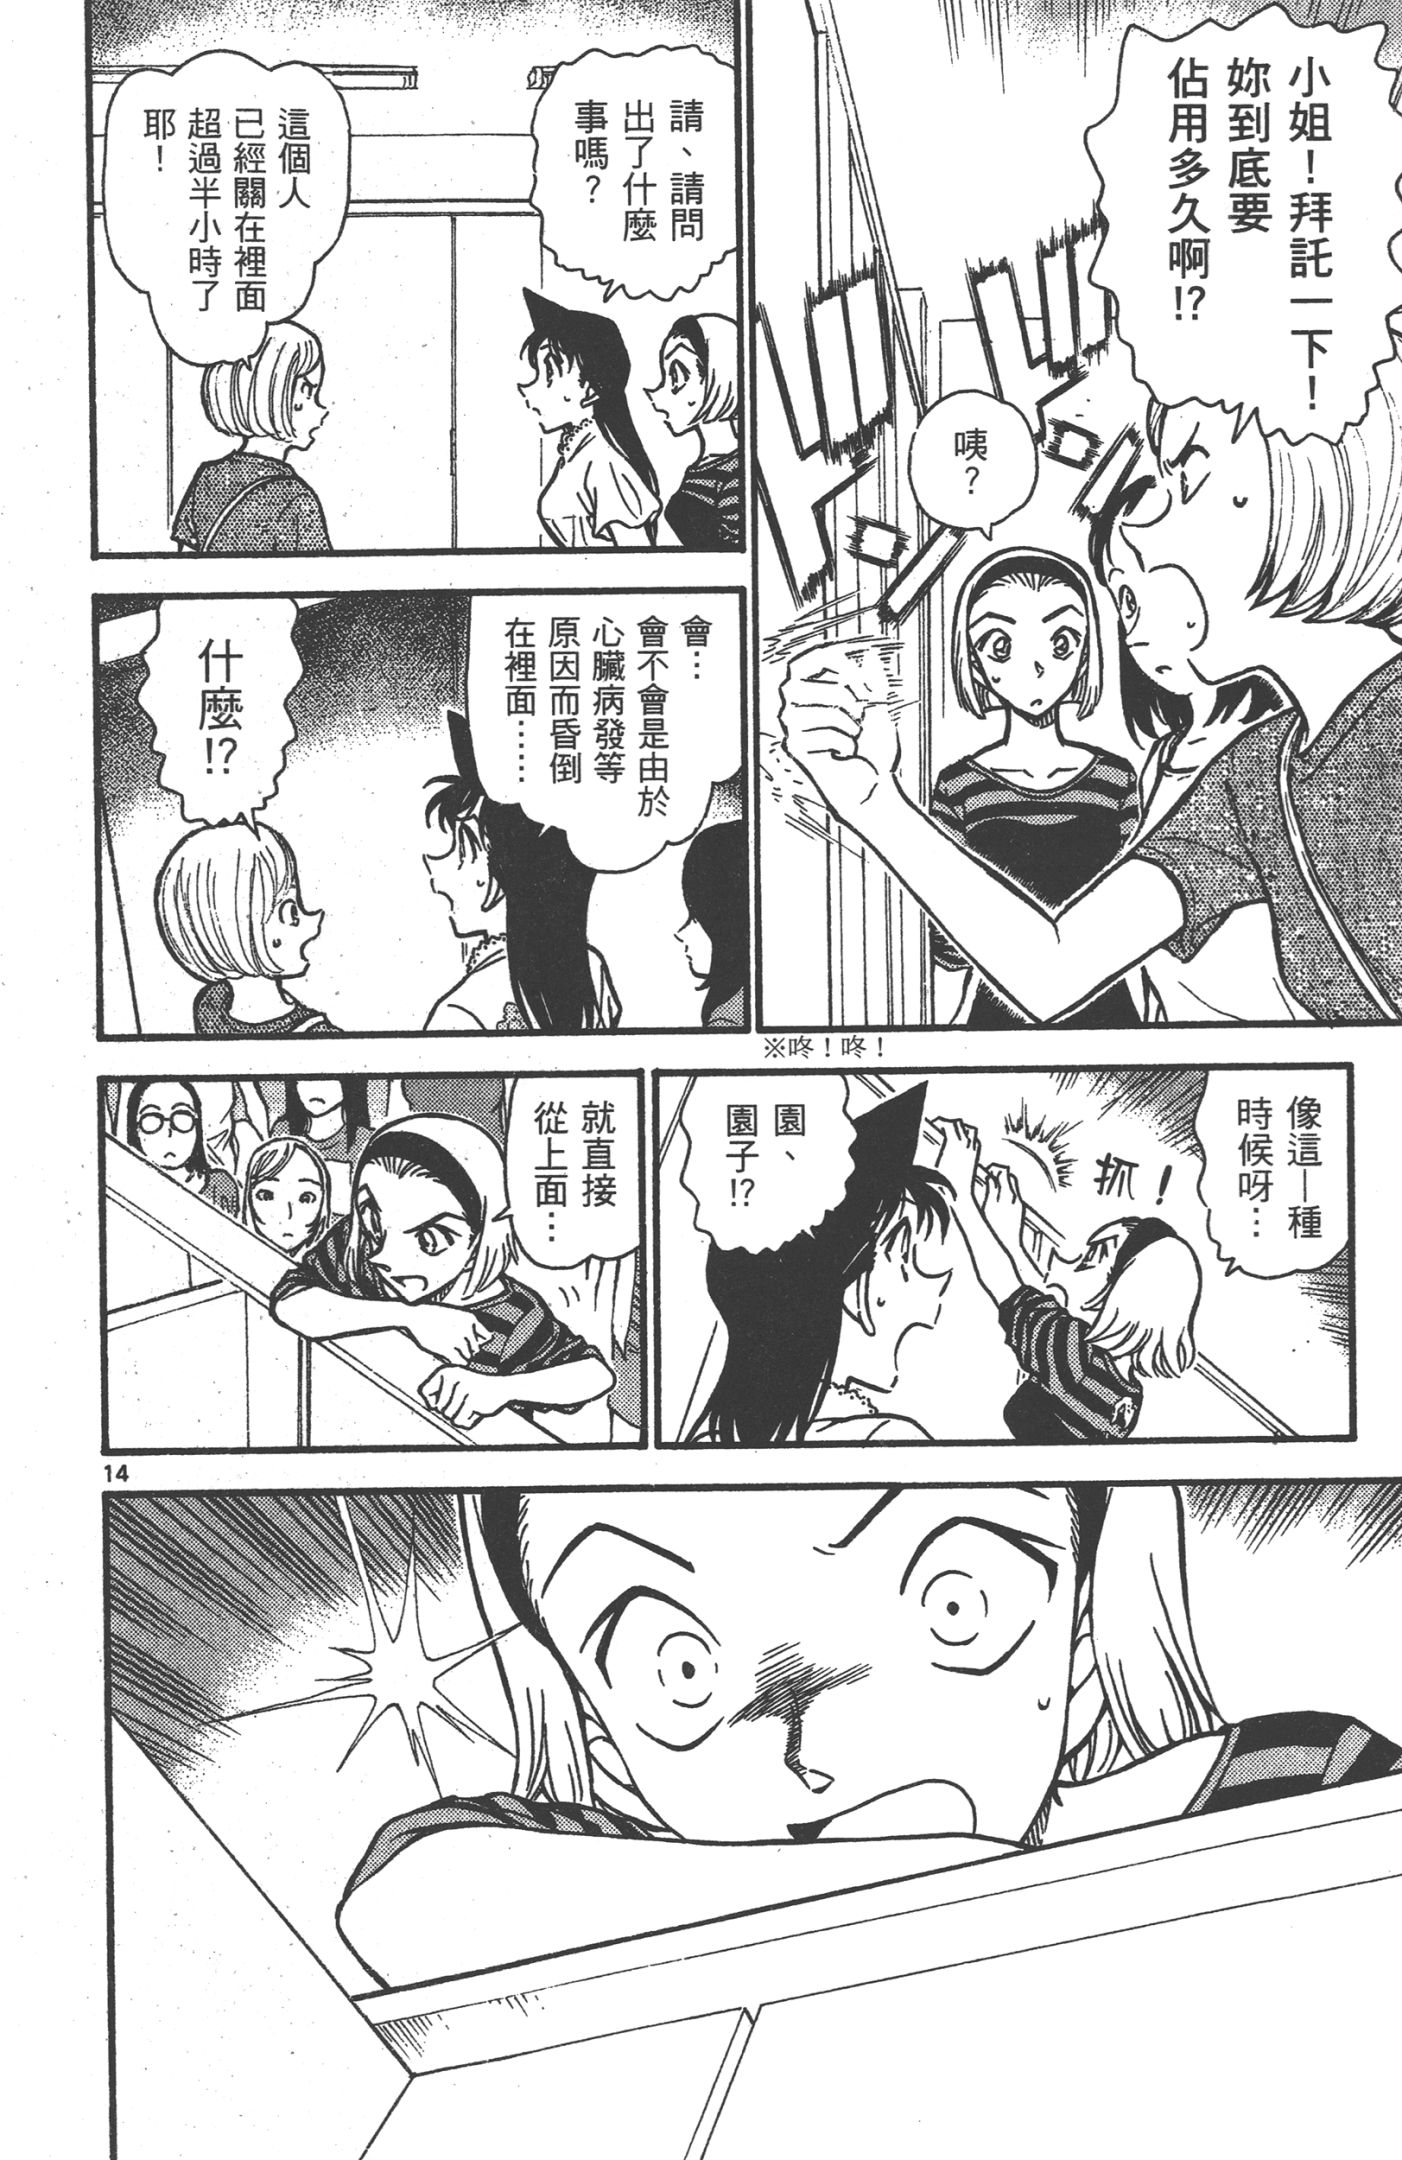 小姐！拜託一下！
妳到底要
佔用多久啊!?
咦？
※咚！咚！
請、請問
出了什麼
事嗎？
這個人
已經關在裡面
超過半小時了
耶！
會…
會不會是由於
心臟病發等
原因而昏倒
在裡面……
什麼!?
像這一種
時候呀…
抓！
園、
園子!?
就直接
從上面…
14